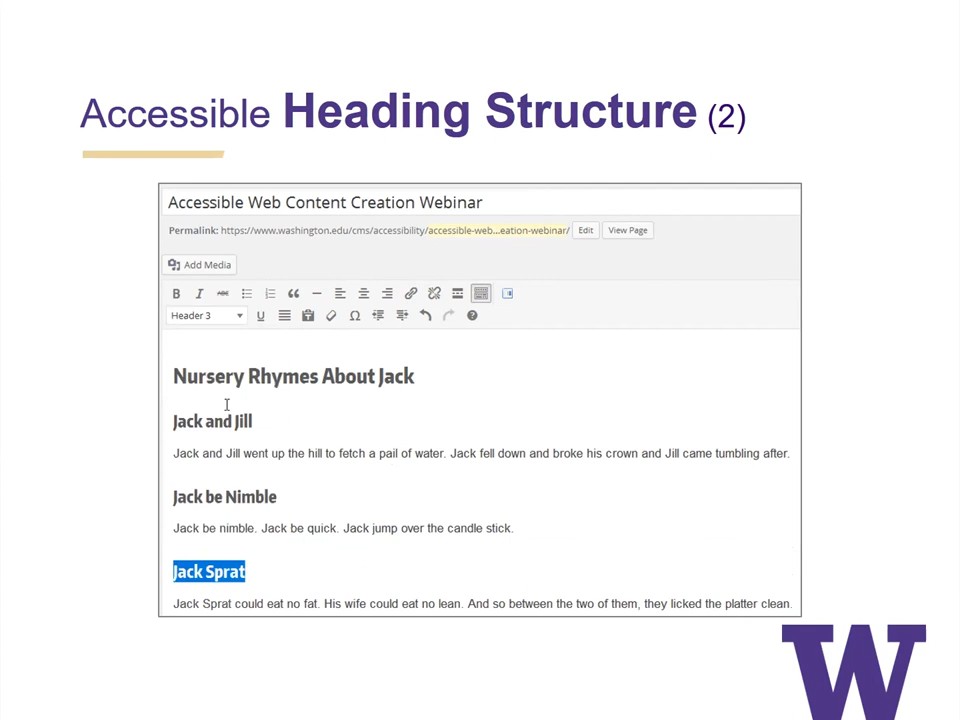 Accessible Heading Structure (2)
Accessible Web Content Creation Webinar
Permalink: https://www.washington.edu/cms/accessibility/accessible-web...eation-webinar/ Edit View Page
Add Media
B I ABC
Header 3 U Ω
Nursery Rhymes About Jack
Jack and Jill
Jack and Jill went up the hill to fetch a pail of water. Jack fell down and broke his crown and Jill came tumbling after.
Jack be Nimble
Jack be nimble. Jack be quick. Jack jump over the candle stick.
Jack Sprat
Jack Sprat could eat no fat. His wife could eat no lean. And so between the two of them, they licked the platter clean.
W